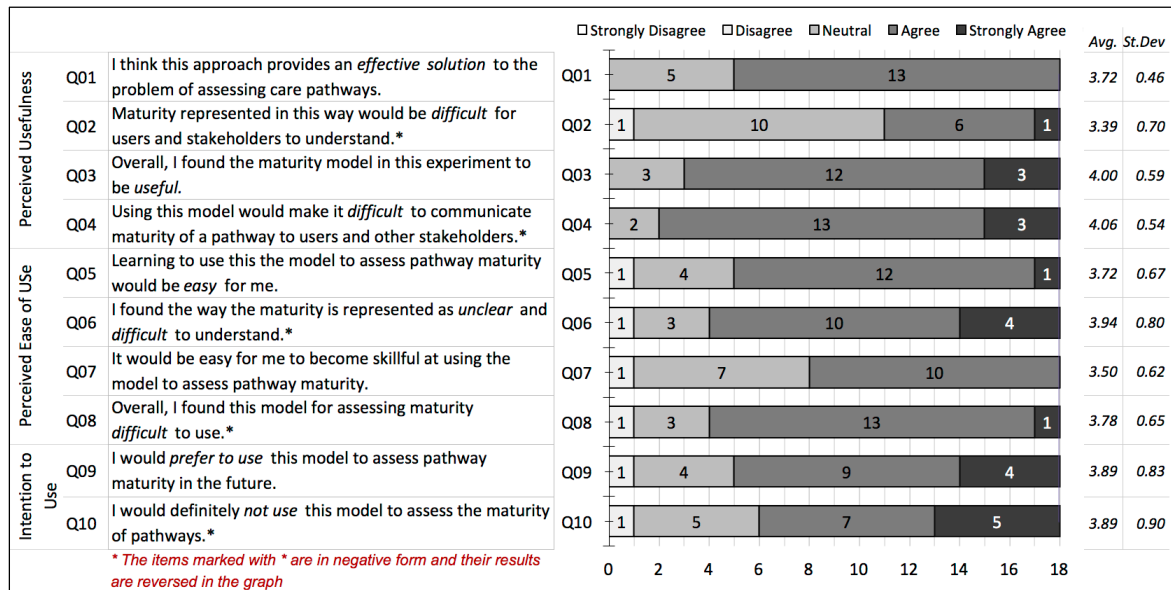 Strongly Disagree Disagree Neutral Agree Strongly Agree
Avg. St.Dev
Perceived Usefulness
Q01 I think this approach provides an effective solution to the
problem of assessing care pathways.
Q01 5 13 3.72 0.46
Q02 Maturity represented in this way would be difficult for
users and stakeholders to understand.*
Q02 1 10 6 1 3.39 0.70
Q03 Overall, I found the maturity model in this experiment to
be useful.
Q03 3 12 3 4.00 0.59
Q04 Using this model would make it difficult to communicate
maturity of a pathway to users and other stakeholders.*
Q04 2 13 3 4.06 0.54
Perceived Ease of USe
Q05 Learning to use this the model to assess pathway maturity
would be easy for me.
Q05 1 4 12 1 3.72 0.67
Q06 I found the way the maturity is represented as unclear and
difficult to understand.*
Q06 1 3 10 4 3.94 0.80
Q07 It would be easy for me to become skillful at using the
model to assess pathway maturity.
Q07 1 7 10 3.50 0.62
Q08 Overall, I found this model for assessing maturity
difficult to use.*
Q08 1 3 13 1 3.78 0.65
Intention to
Use
Q09 I would prefer to use this model to assess pathway
maturity in the future.
Q09 1 4 9 4 3.89 0.83
Q10 I would definitely not use this model to assess the maturity
of pathways.*
Q10 1 5 7 5 3.89 0.90
* The items marked with * are in negative form and their results
are reversed in the graph
0 2 4 6 8 10 12 14 16 18